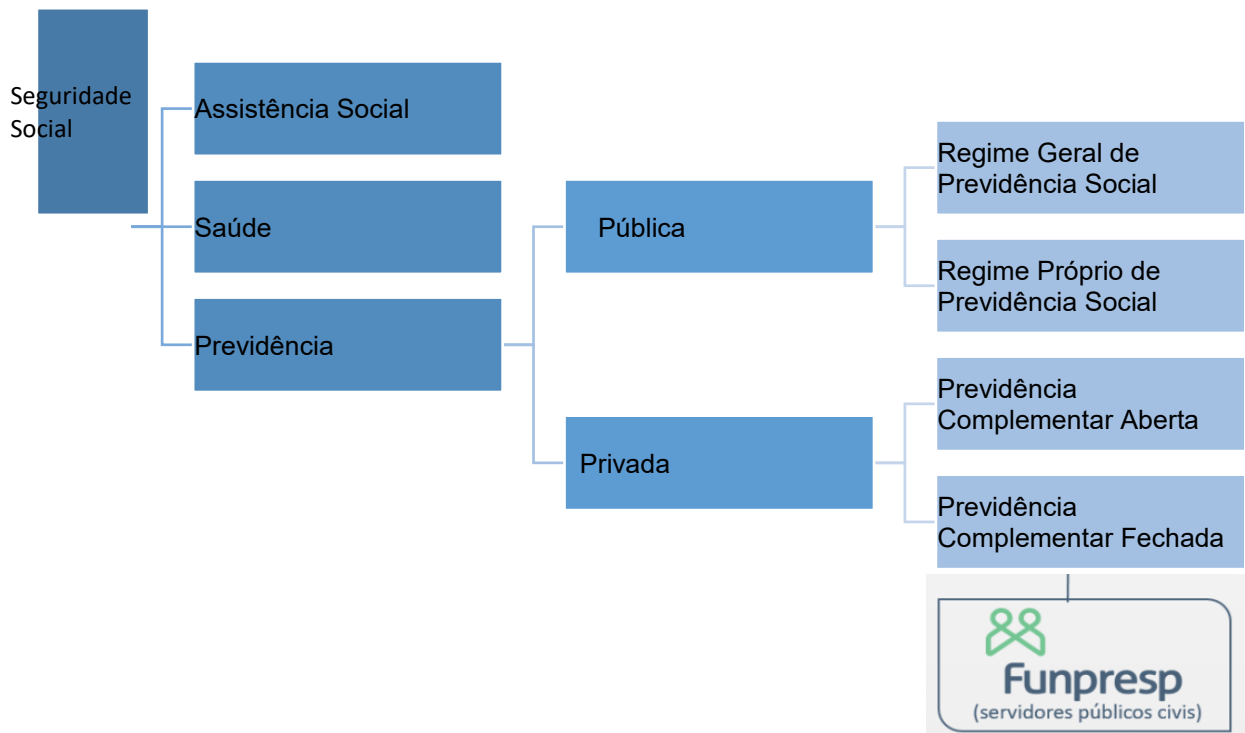 Seguridade
Social
Assistência Social
Saúde
Previdência
Pública
Privada
Regime Geral de
Previdência Social
Regime Próprio de
Previdência Social
Previdência
Complementar Aberta
Previdência
Complementar Fechada
Funpresp
(servidores públicos civis)